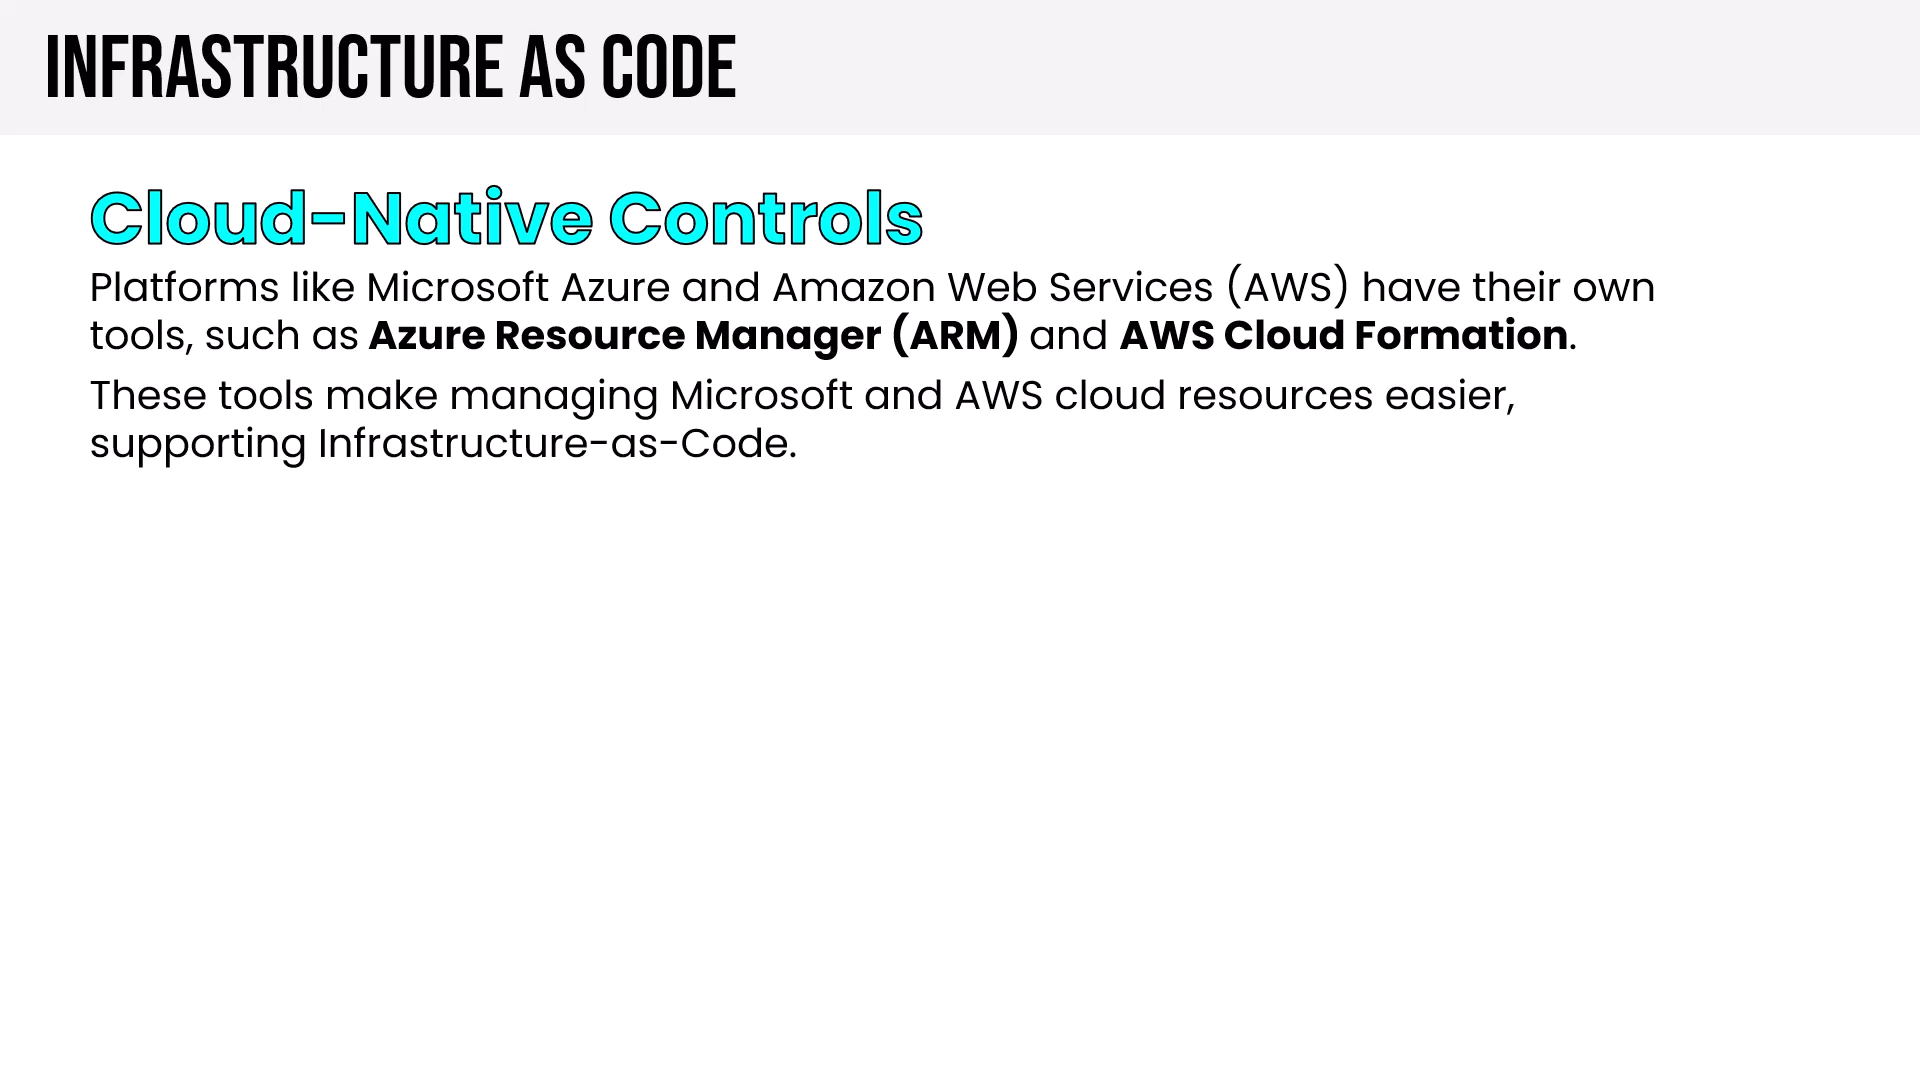 INFRASTRUCTURE AS CODE
Cloud-Native Controls
Platforms like Microsoft Azure and Amazon Web Services (AWS) have their own
tools, such as Azure Resource Manager (ARM) and AWS Cloud Formation.
These tools make managing Microsoft and AWS cloud resources easier,
supporting Infrastructure-as-Code.